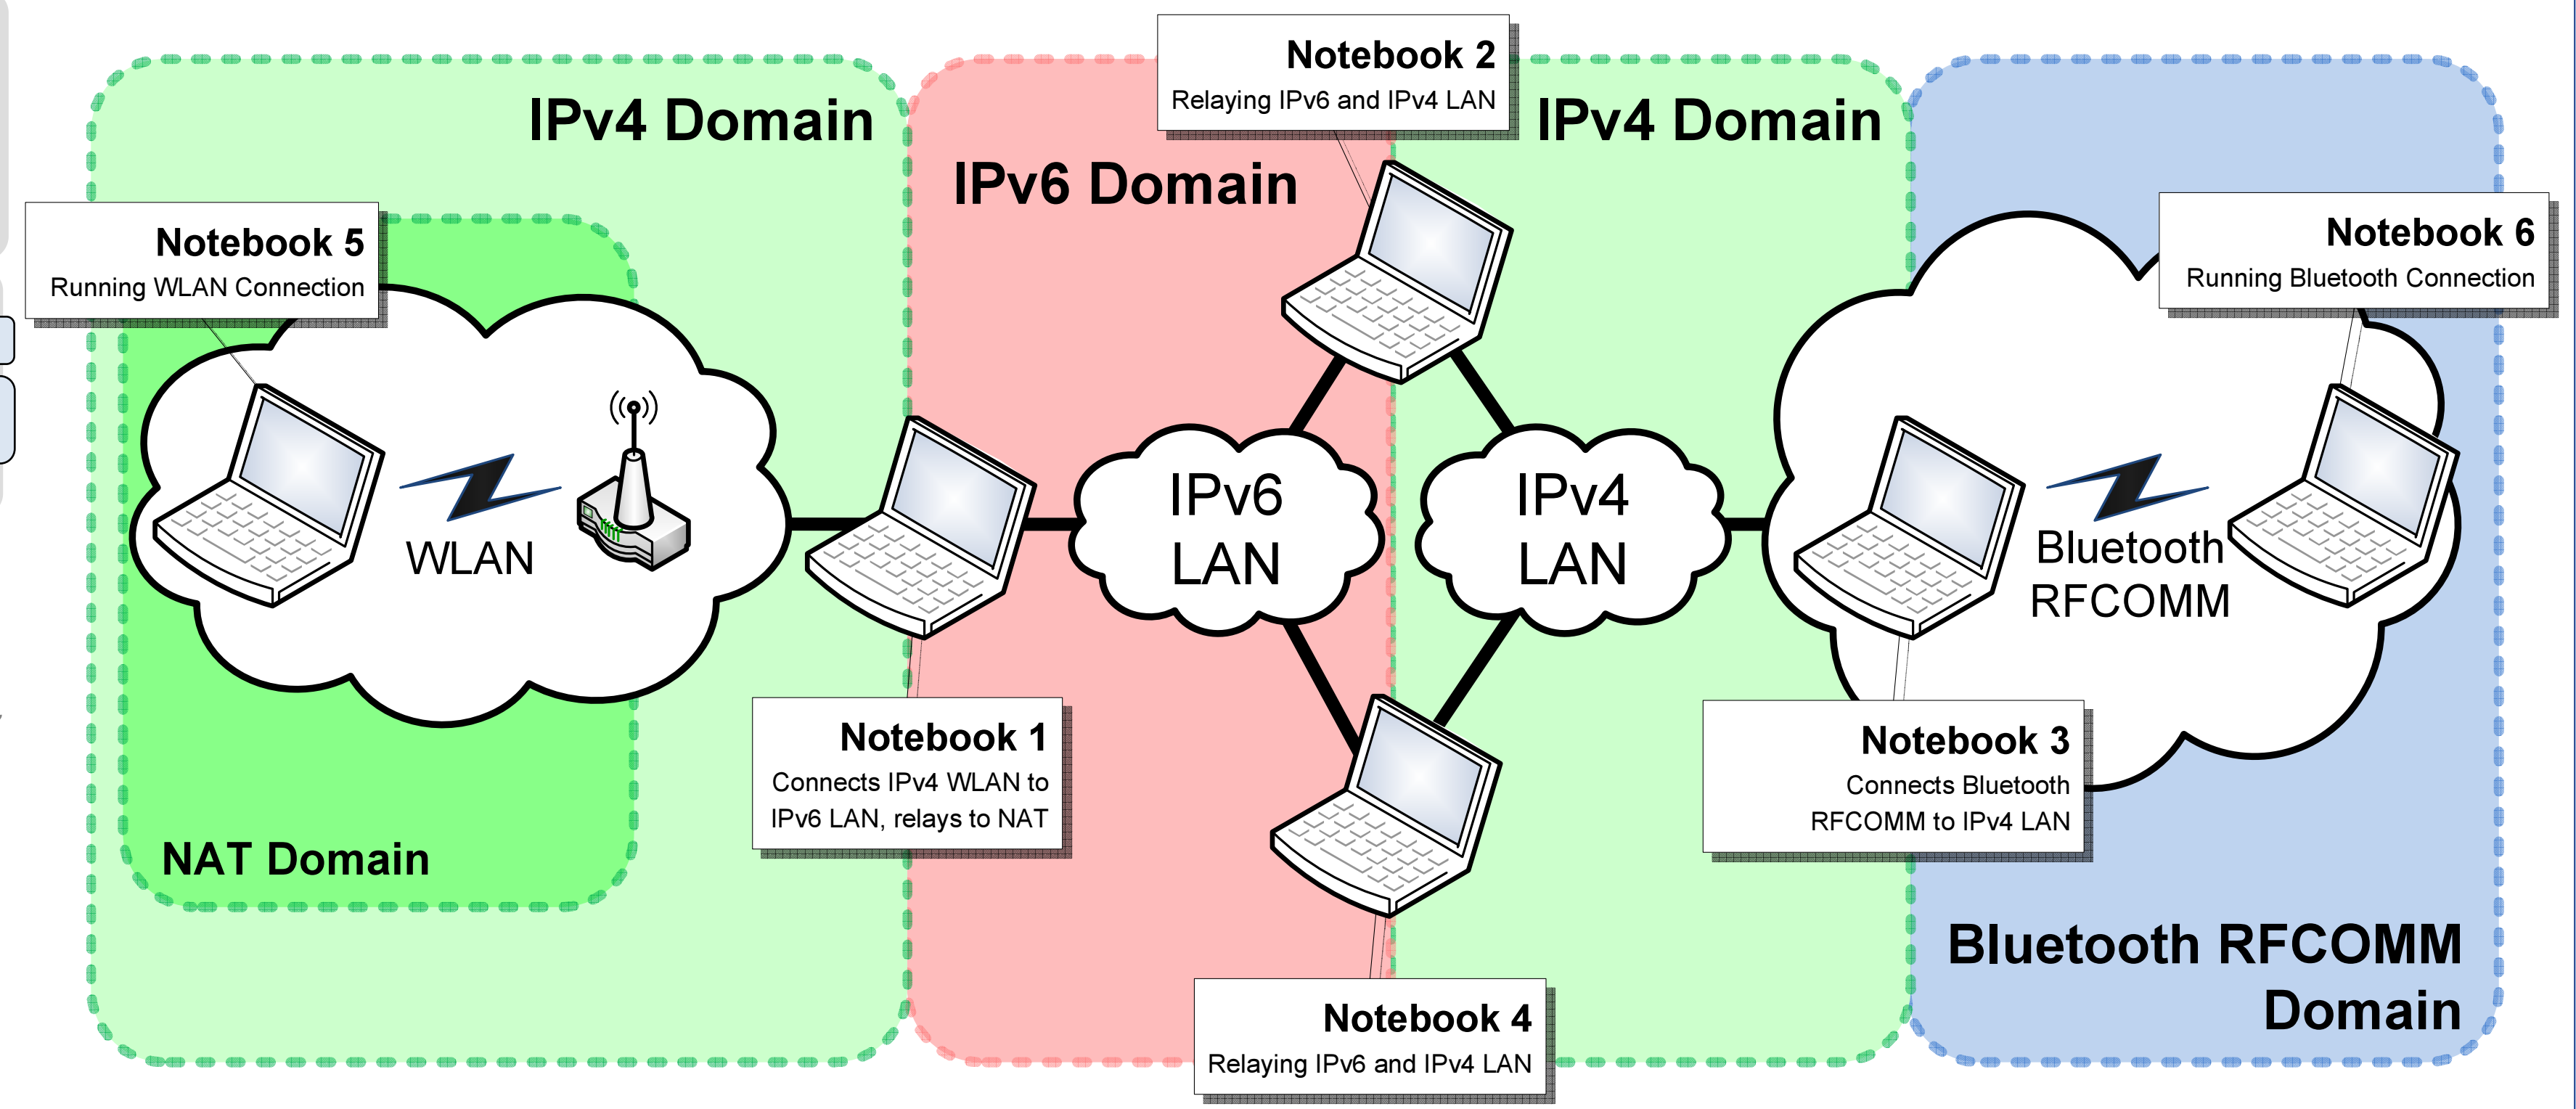 Notebook 2
Relaying IPv6 and IPv4 LAN
IPv4 Domain
IPv6 Domain
IPv4 Domain
Notebook 5
Running WLAN Connection
Notebook 6
Running Bluetooth Connection
WLAN
IPv6
LAN
IPv4
LAN
Bluetooth
RFCOMM
Notebook 1
Connects IPv4 WLAN to
IPv6 LAN, relays to NAT
Notebook 3
Connects Bluetooth
RFCOMM to IPv4 LAN
NAT Domain
Bluetooth RFCOMM
Domain
Notebook 4
Relaying IPv6 and IPv4 LAN